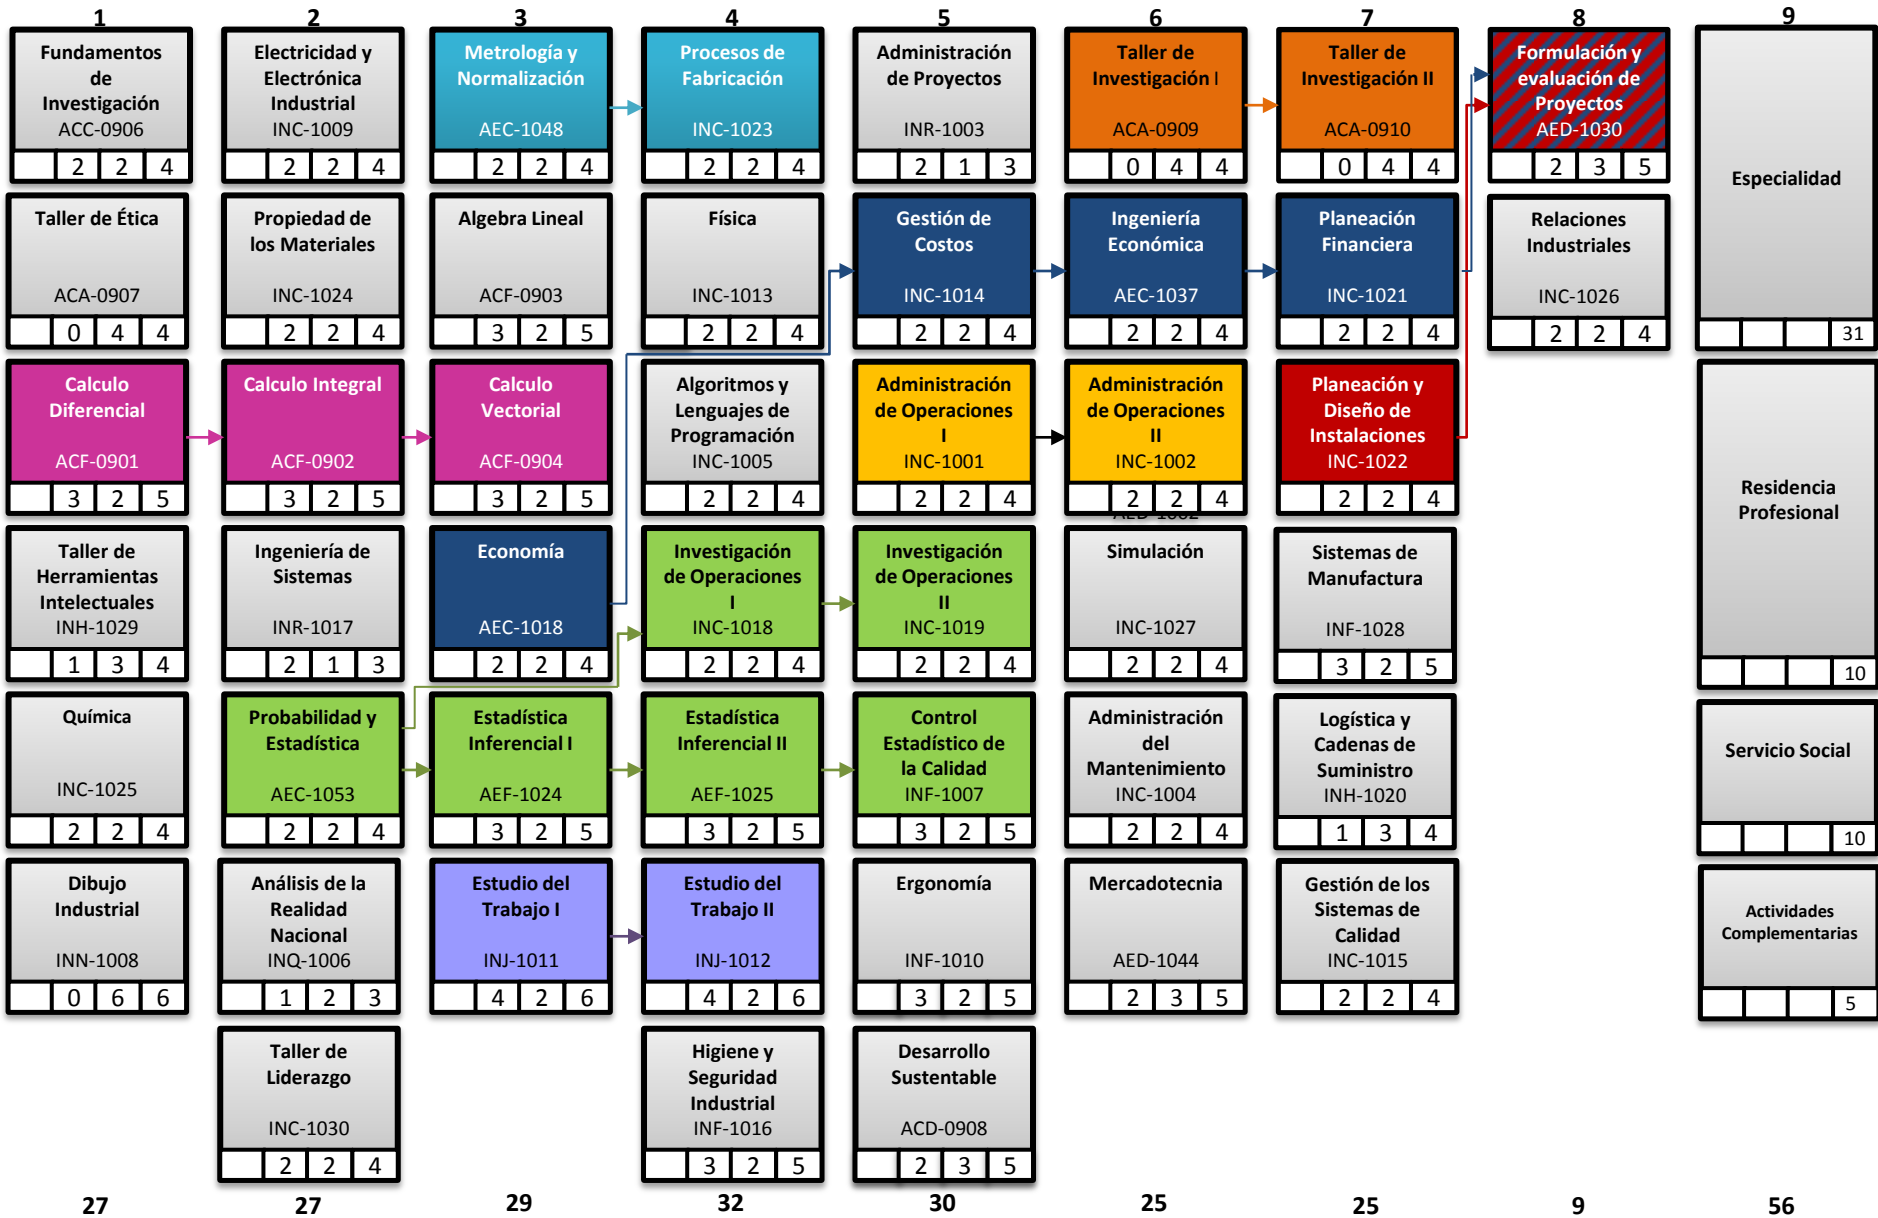 1 2 3 4 5 6 7 8 9
Fundamentos
de
Investigación
ACC-0906
2 2 4
Electricidad y
Electrónica
Industrial
INC-1009
2 2 4
Metrología y
Normalización
AEC-1048
2 2 4
Procesos de
Fabricación
INC-1023
2 2 4
Administración
de Proyectos
INR-1003
2 1 3
Taller de
Investigación I
ACA-0909
0 4 4
Taller de
Investigación II
ACA-0910
0 4 4
Formulación y
evaluación de
Proyectos
AED-1030
2 3 5
Especialidad
31
Taller de Ética
ACA-0907
0 4 4
Propiedad de
los Materiales
INC-1024
2 2 4
Algebra Lineal
ACF-0903
3 2 5
Física
INC-1013
2 2 4
Gestión de
Costos
INC-1014
2 2 4
Ingeniería
Económica
AEC-1037
2 2 4
Planeación
Financiera
INC-1021
2 2 4
Relaciones
Industriales
INC-1026
2 2 4
Calculo
Diferencial
ACF-0901
3 2 5
Calculo Integral
ACF-0902
3 2 5
Calculo
Vectorial
ACF-0904
3 2 5
Algoritmos y
Lenguajes de
Programación
INC-1005
2 2 4
Administración
de Operaciones
I
INC-1001
2 2 4
Administración
de Operaciones
II
INC-1002
2 2 4
Planeación y
Diseño de
Instalaciones
INC-1022
2 2 4
Residencia
Profesional
10
Taller de
Herramientas
Intelectuales
INH-1029
1 3 4
Ingeniería de
Sistemas
INR-1017
2 1 3
Economía
AEC-1018
2 2 4
Investigación
de Operaciones
I
INC-1018
2 2 4
Investigación
de Operaciones
II
INC-1019
2 2 4
Simulación
INC-1027
2 2 4
Sistemas de
Manufactura
INF-1028
3 2 5
Química
INC-1025
2 2 4
Probabilidad y
Estadística
AEC-1053
2 2 4
Estadística
Inferencial I
AEF-1024
3 2 5
Estadística
Inferencial II
AEF-1025
3 2 5
Control
Estadístico de
la Calidad
INF-1007
3 2 5
Administración
del
Mantenimiento
INC-1004
2 2 4
Logística y
Cadenas de
Suministro
INH-1020
1 3 4
Servicio Social
10
Dibujo
Industrial
INN-1008
0 6 6
Análisis de la
Realidad
Nacional
INQ-1006
1 2 3
Estudio del
Trabajo I
INJ-1011
4 2 6
Estudio del
Trabajo II
INJ-1012
4 2 6
Ergonomía
INF-1010
3 2 5
Mercadotecnia
AED-1044
2 3 5
Gestión de los
Sistemas de
Calidad
INC-1015
2 2 4
Actividades
Complementarias
5
Taller de
Liderazgo
INC-1030
2 2 4
Higiene y
Seguridad
Industrial
INF-1016
3 2 5
Desarrollo
Sustentable
ACD-0908
2 3 5
27 27 29 32 30 25 25 9 56